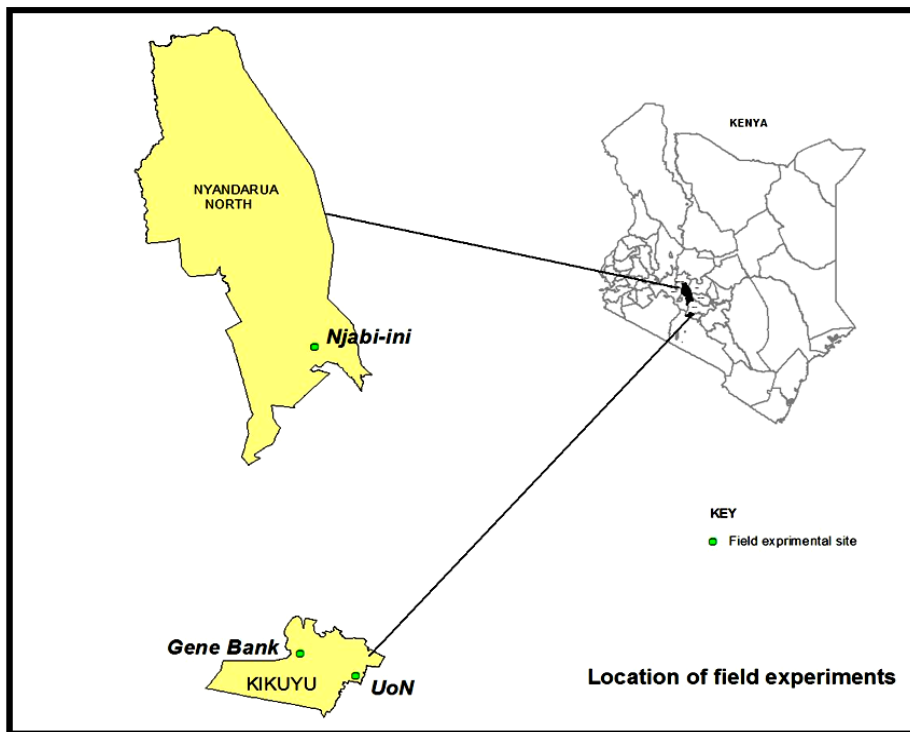 KENYA
NYANDARUA
NORTH
Njabi-ini
KEY
Field exprimental site
Gene Bank
KIKUYU
UoN
Location of field experiments